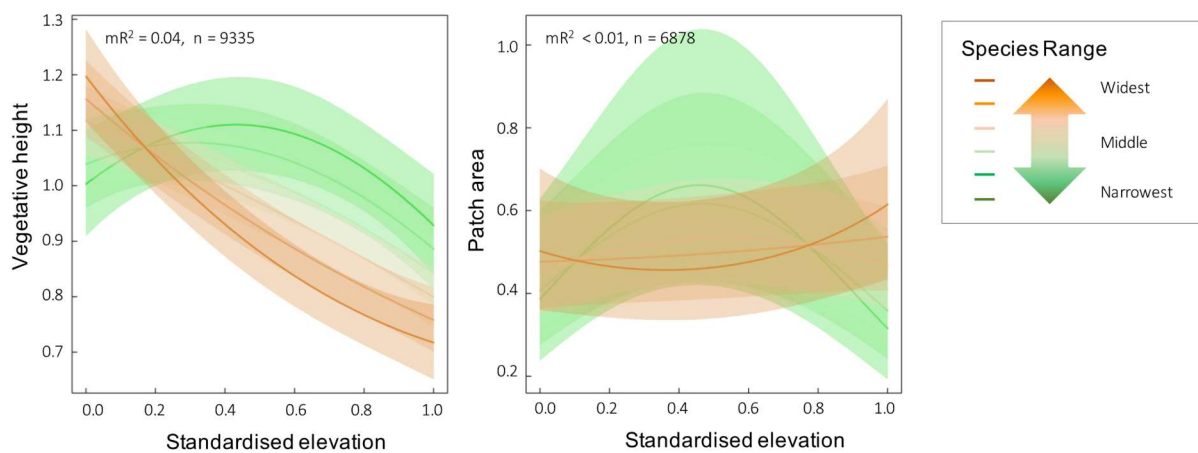 mR² = 0.04, n = 9335
Vegetative height
1.3
1.2
1.1
1.0
0.9
0.8
0.7
0.0 0.2 0.4 0.6 0.8 1.0
Standardised elevation
mR² < 0.01, n = 6878
Patch area
1.0
0.8
0.6
0.4
0.2
0.0 0.2 0.4 0.6 0.8 1.0
Standardised elevation
Species Range
Widest
Middle
Narrowest